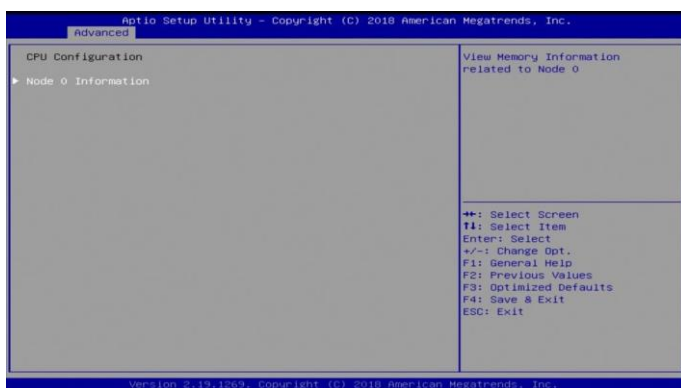 Aptio Setup Utility – Copyright (C) 2018 American Megatrends, Inc.
Advanced
CPU Configuration
▶ Node 0 Information
View Memory Information
related to Node 0
→←: Select Screen
↑↓: Select Item
Enter: Select
+/-: Change Opt.
F1: General Help
F2: Previous Values
F3: Optimized Defaults
F4: Save & Exit
ESC: Exit
Version 2.19.1269. Copyright (C) 2018 American Megatrends, Inc.